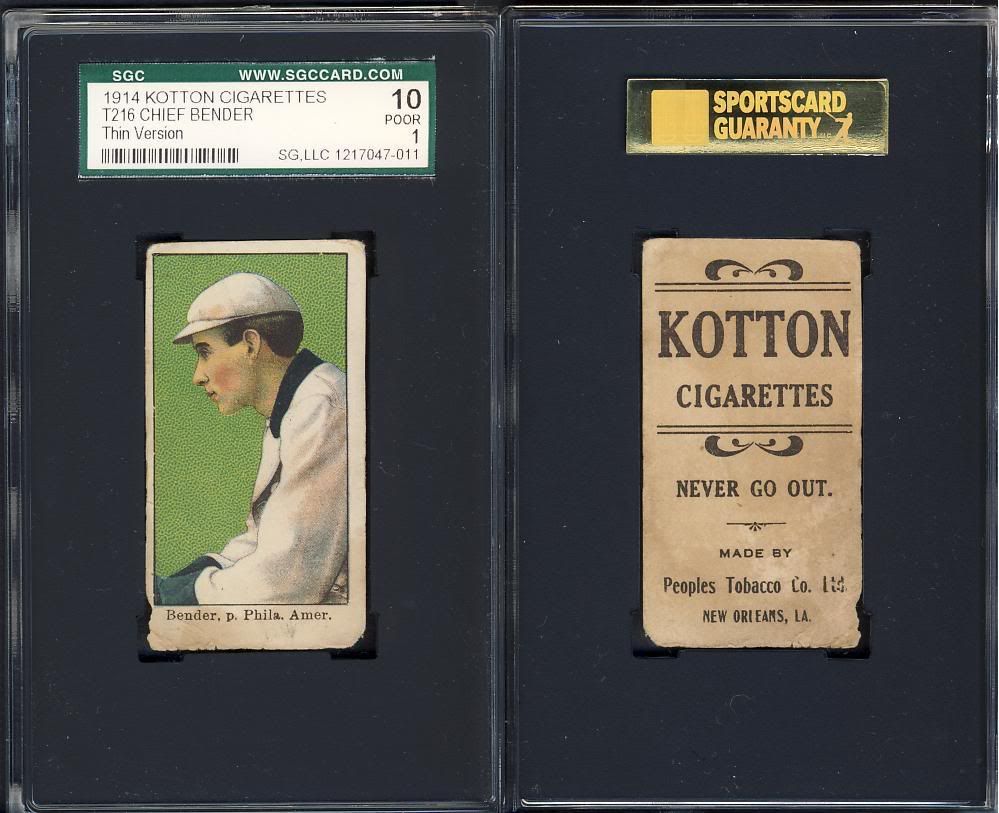 SGC WWW.SGCCARD.COM
1914 KOTTON CIGARETTES 10
T216 CHIEF BENDER POOR
Thin Version 1
SG,LLC 1217047-011
Bender, p. Phila. Amer.
SPORTSCARD
GUARANTY
KOTTON
CIGARETTES
NEVER GO OUT.
MADE BY
Peoples Tobacco Co. Ltd.
NEW ORLEANS, LA.